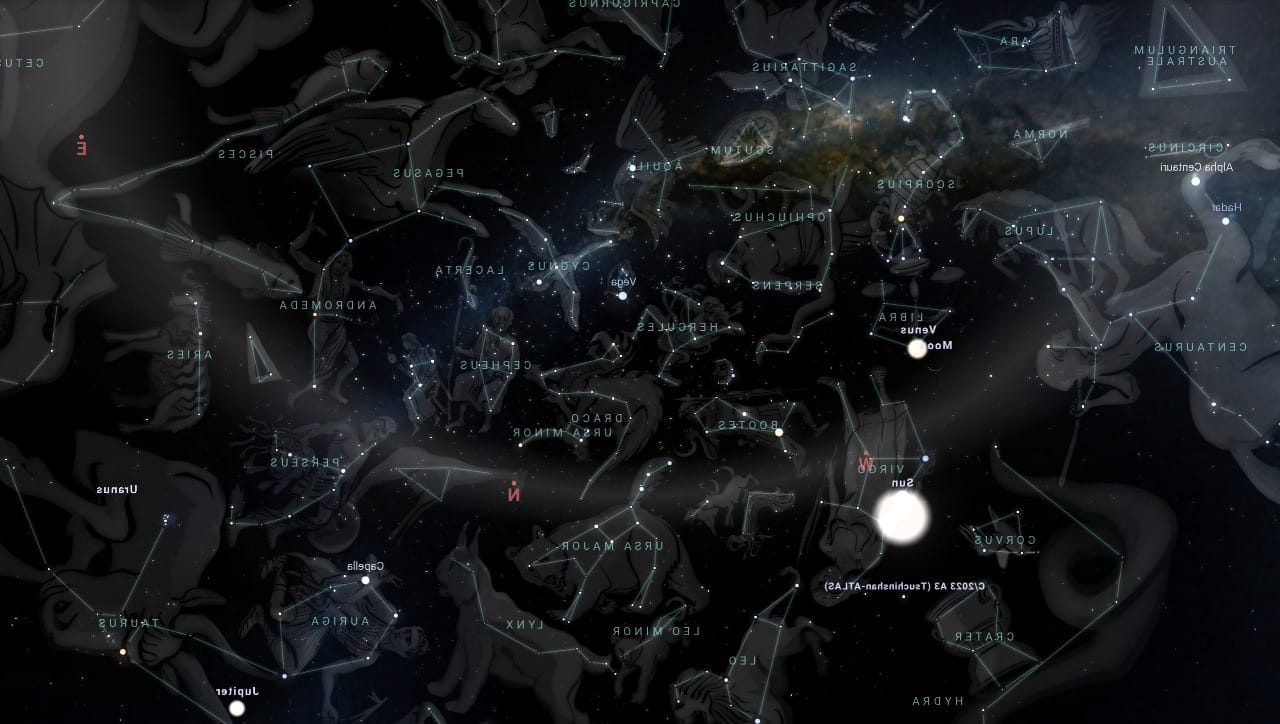 CAPRICORNUS
CETUS
ARA
TRIANGULUM
AUSTRALE
SAGITTARIUS
E
PISCES
PEGASUS
AQUILA
SCUTUM
NORMA
CIRCINUS
Alpha Centauri
SCORPIUS
Hadar
OPHIUCHUS
LUPUS
LACERTA
CYGNUS
Vega
SERPENS
ANDROMEDA
LIBRA
Venus
Moon
HERCULES
ARIES
CEPHEUS
CENTAURUS
DRACO
URSA MINOR
BOOTES
PERSEUS
W
VIRGO
Sun
Uranus
N
URSA MAJOR
CORVUS
Capella
C/2023 A3 (Tsuchinshan-ATLAS)
TAURUS
AURIGA
LYNX
LEO MINOR
CRATER
LEO
Jupiter
HYDRA